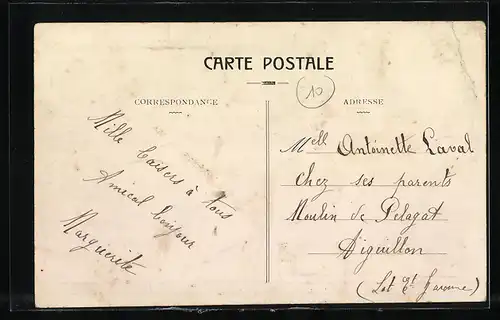 CARTE POSTALE
10
CORRESPONDANCE
ADRESSE
Mille
baisers à tous
Amical bonjour
Marguerite
Melle Antoinette Laval
Chez ses parents
Moulin de Pelagat
Aiguillon
(Lot et Garonne)